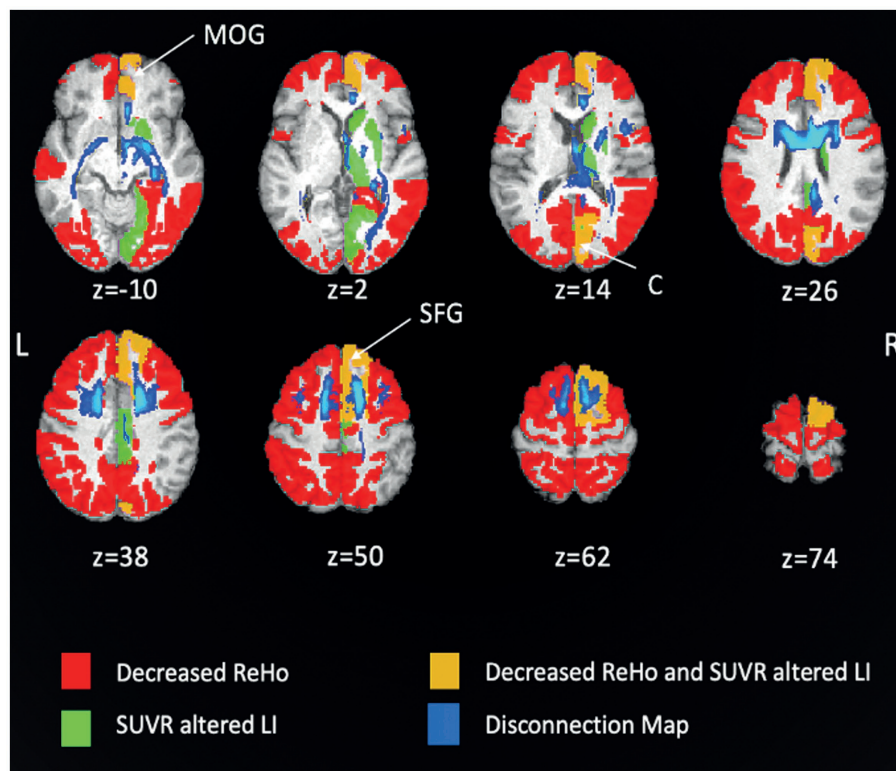 MOG
z=-10
z=2
z=14
C
z=26
L
SFG
R
z=38
z=50
z=62
z=74
Decreased ReHo
Decreased ReHo and SUVR altered LI
SUVR altered LI
Disconnection Map